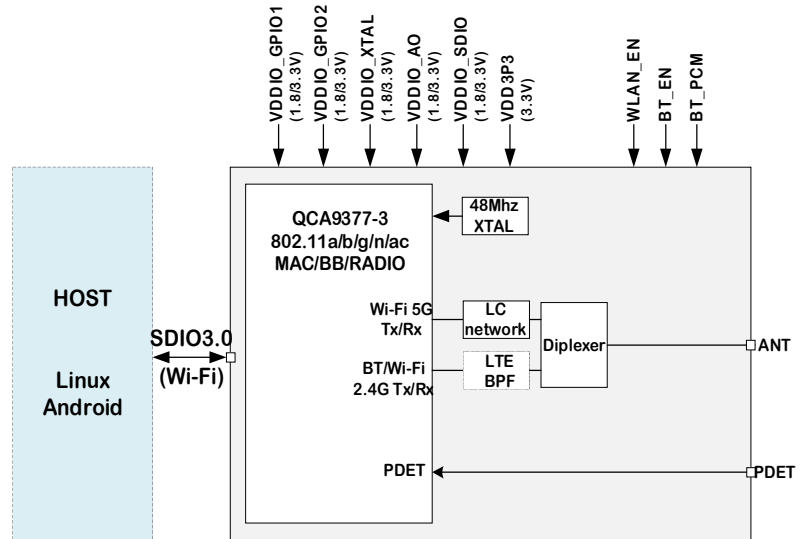 VDDIO_GPIO1
(1.8/3.3V)
VDDIO_GPIO2
(1.8/3.3V)
VDDIO_XTAL
(1.8/3.3V)
VDDIO_AO
(1.8/3.3V)
VDDIO_SDIO
(1.8/3.3V)
VDD3P3
(3.3V)
WLAN_EN
BT_EN
BT_PCM
HOST
Linux
Android
SDIO3.0
(Wi-Fi)
QCA9377-3
802.11a/b/g/n/ac
MAC/BB/RADIO
48Mhz
XTAL
Wi-Fi 5G
Tx/Rx
LC
network
BT/Wi-Fi
2.4G Tx/Rx
LTE
BPF
Diplexer
ANT
PDET
PDET